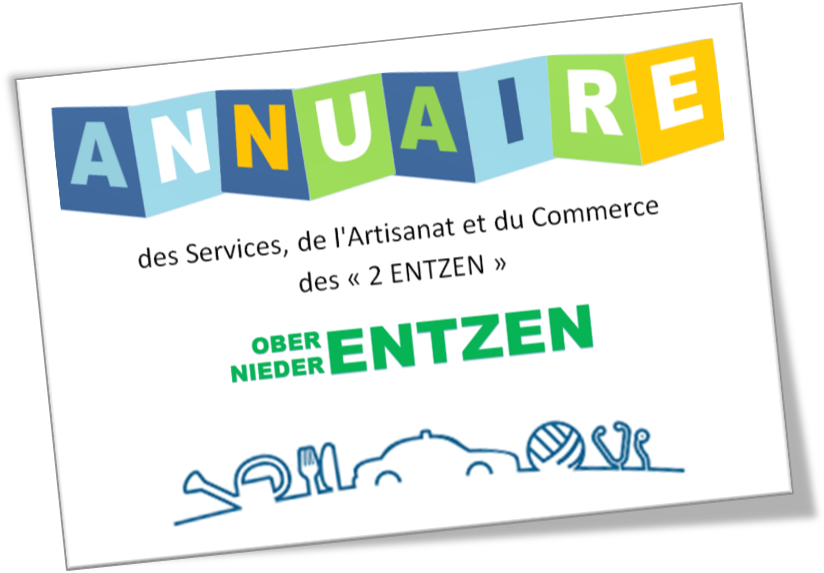 ANNUAIRE
des Services, de l'Artisanat et du Commerce
des « 2 ENTZEN »
OBER
NIEDER ENTZEN